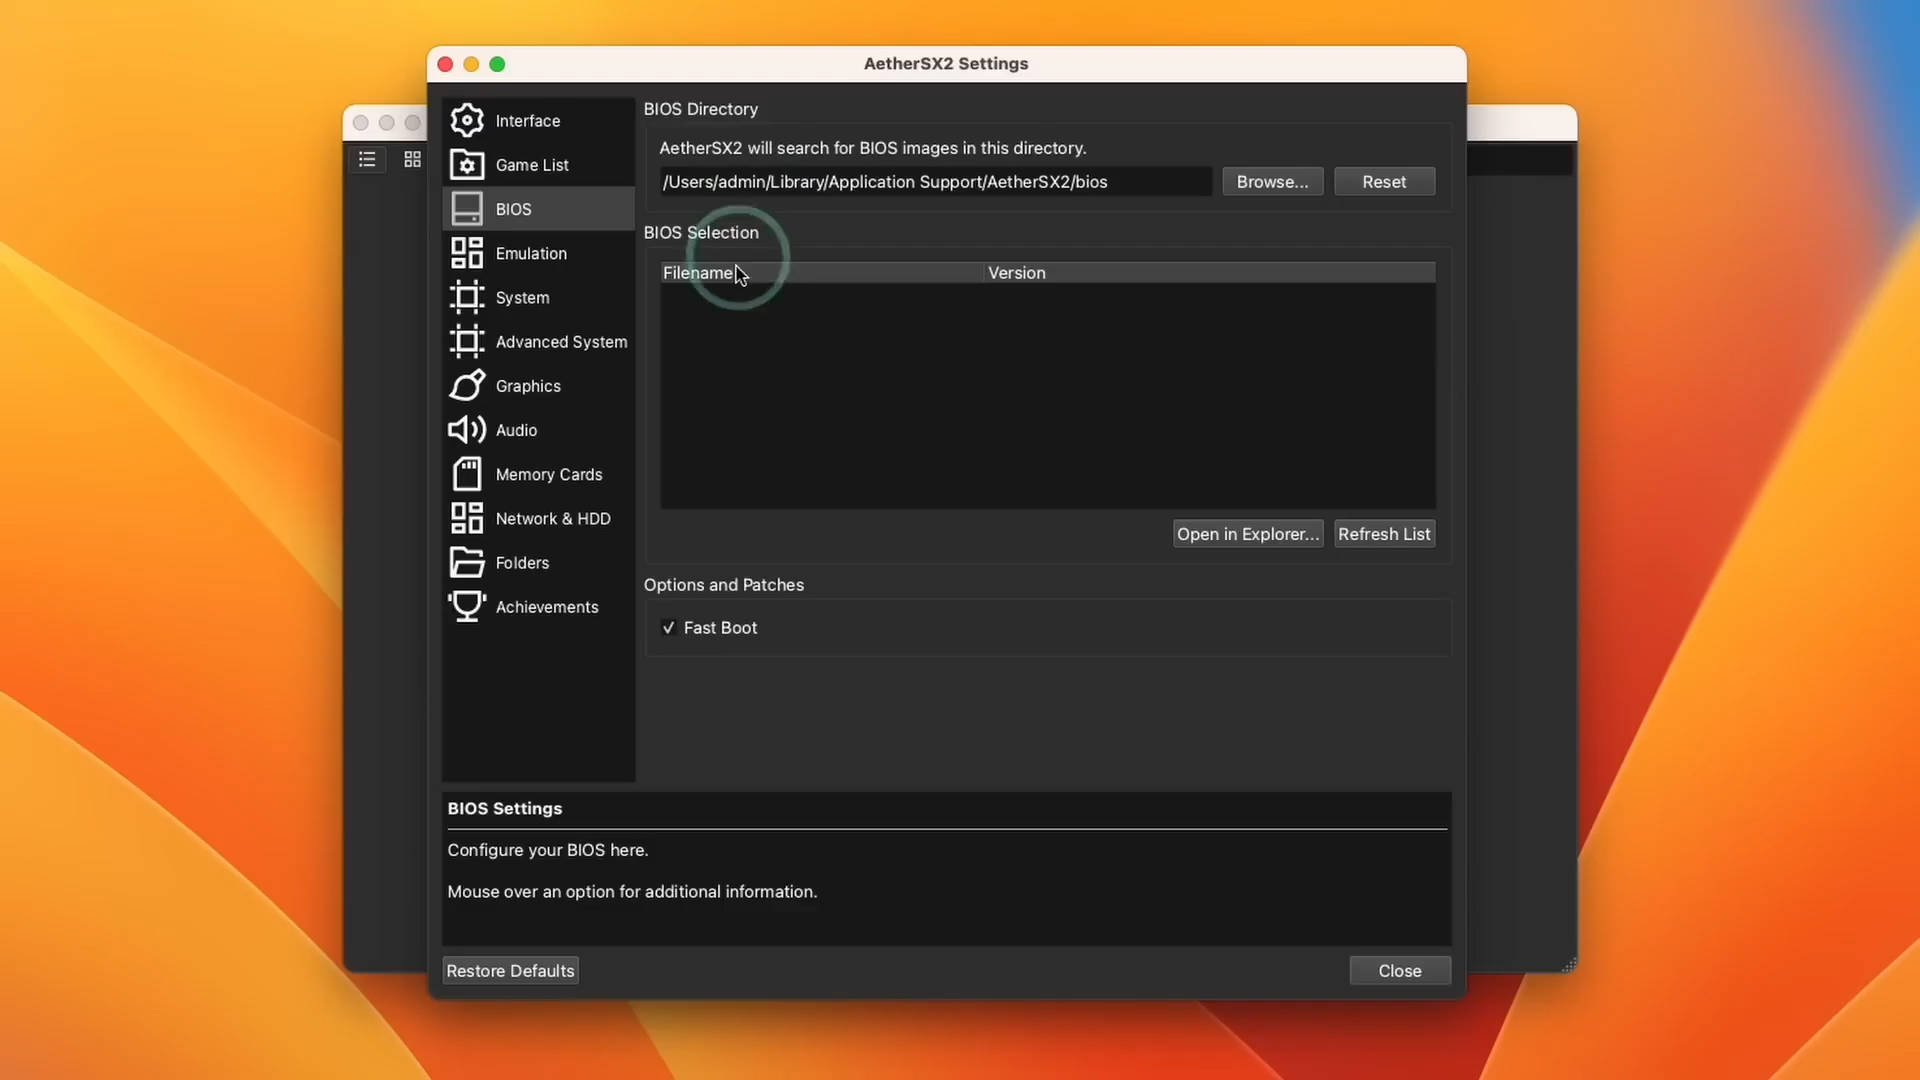 AetherSX2 Settings
Interface
Game List
BIOS
Emulation
System
Advanced System
Graphics
Audio
Memory Cards
Network & HDD
Folders
Achievements
BIOS Directory
AetherSX2 will search for BIOS images in this directory.
/Users/admin/Library/Application Support/AetherSX2/bios
Browse...
Reset
BIOS Selection
Filename
Version
Open in Explorer...
Refresh List
Options and Patches
Fast Boot
BIOS Settings
Configure your BIOS here.
Mouse over an option for additional information.
Restore Defaults
Close